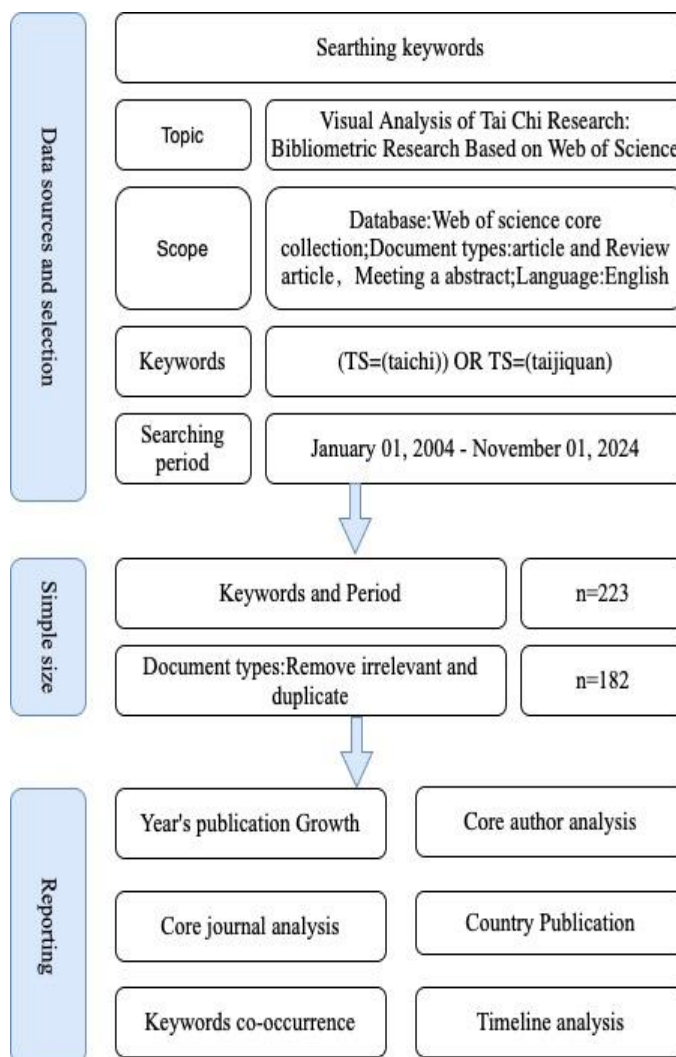 Data sources and selection
Searthing keywords
Topic
Visual Analysis of Tai Chi Research:
Bibliometric Research Based on Web of Science
Scope
Database:Web of science core
collection;Document types:article and Review
article，Meeting a abstract;Language:English
Keywords
(TS=(taichi)) OR TS=(taijiquan)
Searching
period
January 01, 2004 - November 01, 2024
Simple size
Keywords and Period
n=223
Document types:Remove irrelevant and
duplicate
n=182
Reporting
Year's publication Growth
Core author analysis
Core journal analysis
Country Publication
Keywords co-occurrence
Timeline analysis